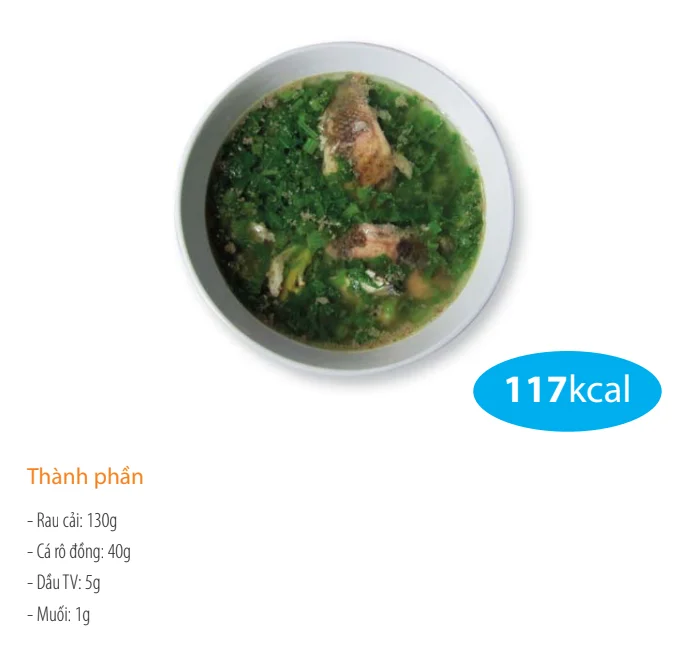 117kcal
Thành phần
- Rau cải: 130g
- Cá rô đồng: 40g
- Dầu TV: 5g
- Muối: 1g